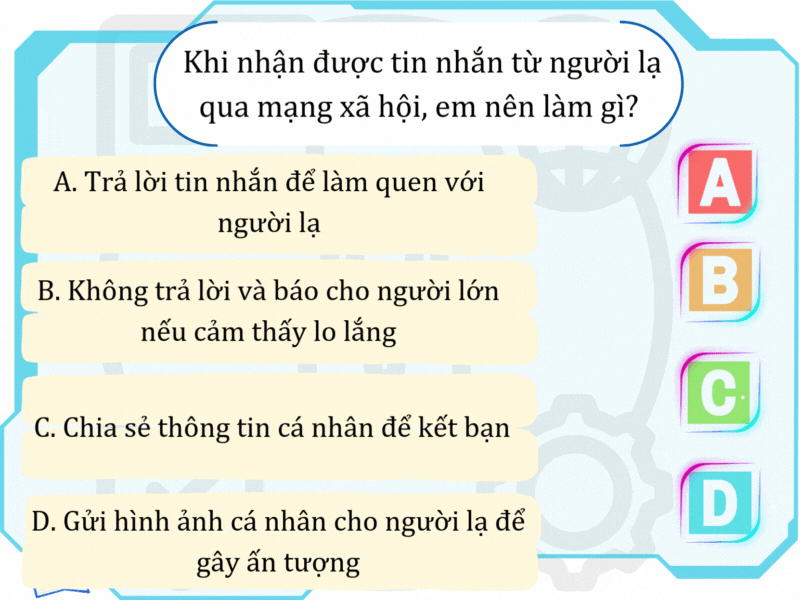 Khi nhận được tin nhắn từ người lạ
qua mạng xã hội, em nên làm gì?
A. Trả lời tin nhắn để làm quen với
người lạ
B. Không trả lời và báo cho người lớn
nếu cảm thấy lo lắng
C. Chia sẻ thông tin cá nhân để kết bạn
D. Gửi hình ảnh cá nhân cho người lạ để
gây ấn tượng
A
B
C
D